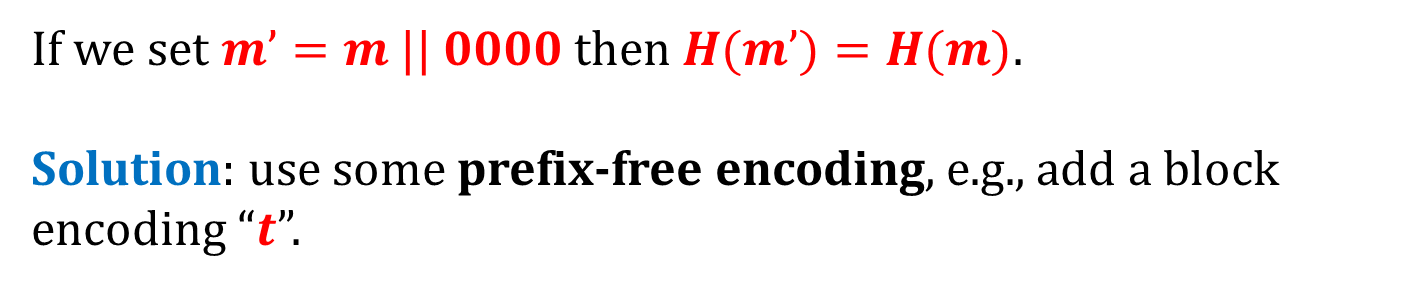 If we set m’ = m || 0000 then H(m’) = H(m).
Solution: use some prefix-free encoding, e.g., add a block
encoding “t”.